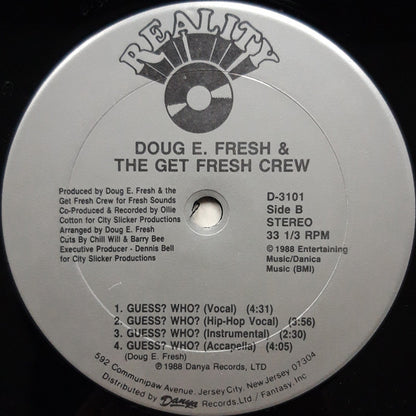 REALITY
DOUG E. FRESH &
THE GET FRESH CREW
Produced by Doug E. Fresh & the
Get Fresh Crew for Fresh Sounds
Co-Produced & Recorded by Ollie
Cotton for City Slicker Productions
Arranged by Doug E. Fresh
Cuts By Chill Will & Barry Bee
Executive Producer - Dennis Bell
for City Slicker Productions
D-3101
Side B
STEREO
33 1/3 RPM
© 1988 Entertaining
Music/Danica
Music (BMI)
1. GUESS? WHO? (Vocal) (4:31)
2. GUESS? WHO? (Hip-Hop Vocal) (3:56)
3. GUESS? WHO? (Instrumental) (2:30)
4. GUESS? WHO? (Accapella) (4:05)
(Doug E. Fresh)
℗ 1988 Danya Records, LTD
592 Communipaw Avenue, Jersey City, New Jersey 07304
Distributed by Danya Records, Ltd./ Fantasy, Inc